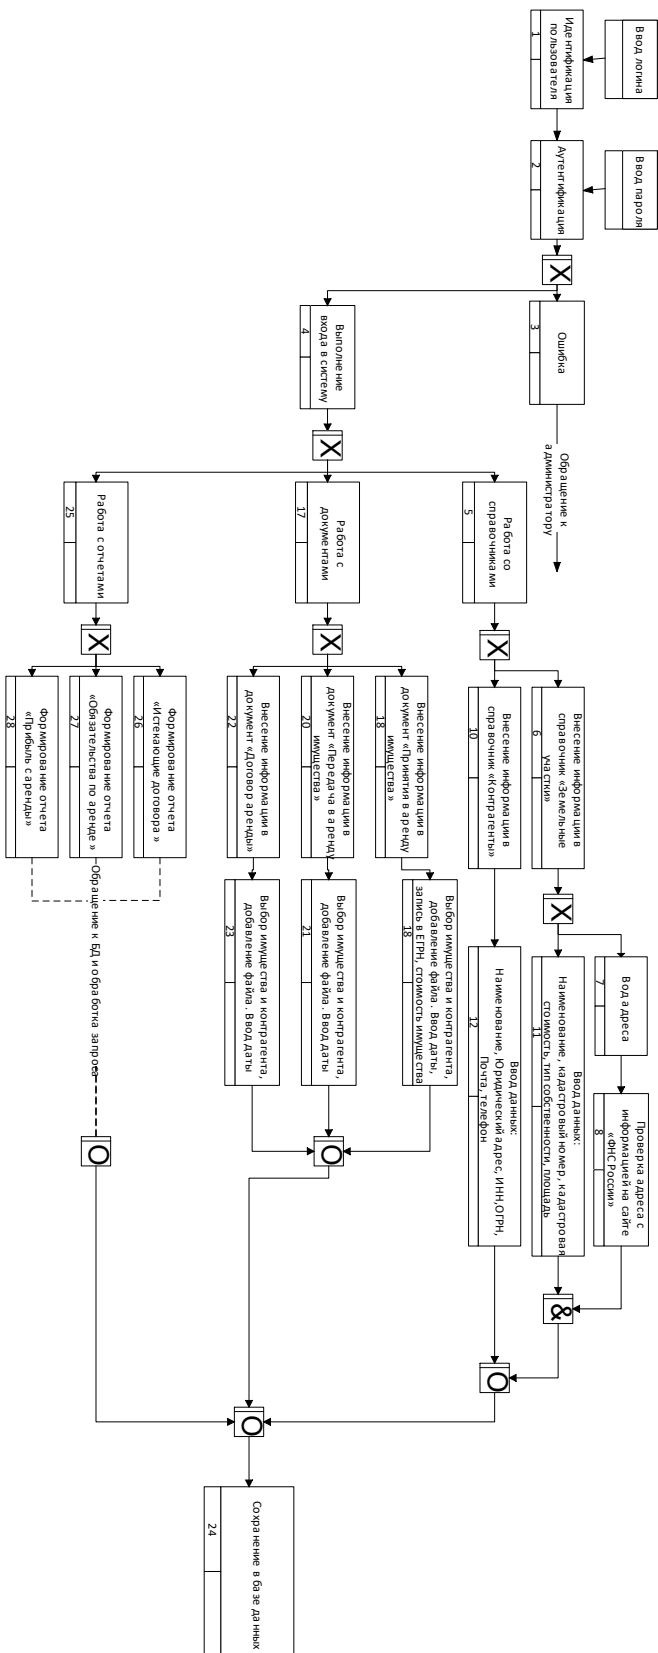 Ввод логина
Идентификация
пользователя
1
Ввод пароля
Аутентификация
2
X
Ошибка
3
Обращение к
администратору
Выполнение
входа в систему
4
X
Работа со
справочниками
5
X
Работа с
документами
17
X
Работа с отчетами
25
X
Внесение информации в
справочник «Земельные
участки»
6
X
Вод адреса
7
Проверка адреса с
информацией на сайте
«ФНС России»
8
Ввод данных:
Наименование, кадастровый номер, кадастровая
стоимость, тип собственности, площадь
11
&
Внесение информации в
справочник «Контрагенты»
10
Ввод данных:
Наименование, Юридический адрес, ИНН,ОГРН,
Почта, телефон
12
O
Внесение информации в
документ «Принятия в аренду
имущества»
18
Выбор имущества и контрагента,
добавление файла. Ввод даты,
запись в ЕГРН, стоимость имущества
18
Внесение информации в
документ «Передача в аренду
имущества»
20
Выбор имущества и контрагента,
добавление файла. Ввод даты
21
O
Внесение информации в
документ «Договор аренды»
22
Выбор имущества и контрагента,
добавление файла. Ввод даты
23
Формирование отчета
«Истекающие договора»
26
Формирование отчета
«Обязательства по аренде»
27
Формирование отчета
«Прибыль с аренды»
28
Обращение к БД и обработка запроса
O
O
Сохранение в базе данных
24